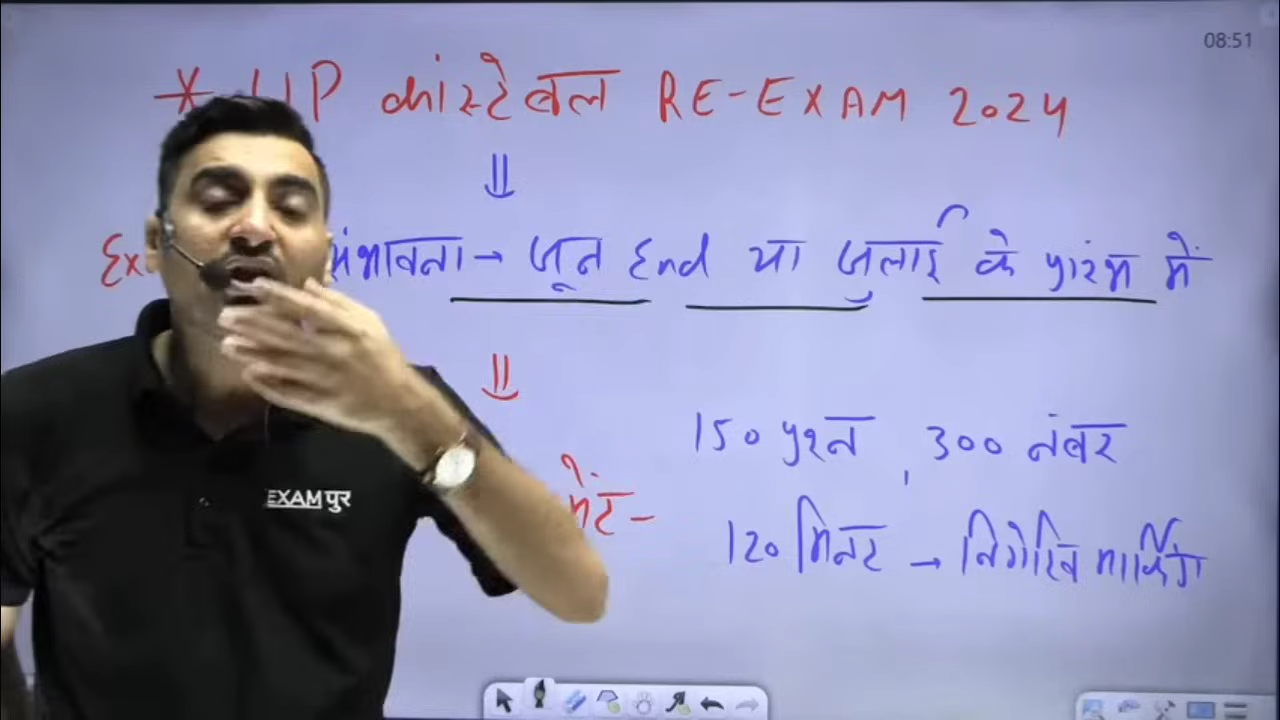 08:51
* UP कांस्टेबल RE-EXAM 2024
संभावना → जून End या जुलाई के प्रारंभ में
150 प्रश्न , 300 नंबर
120 मिनट → निगेटिव मार्किंग
EXAMपुर